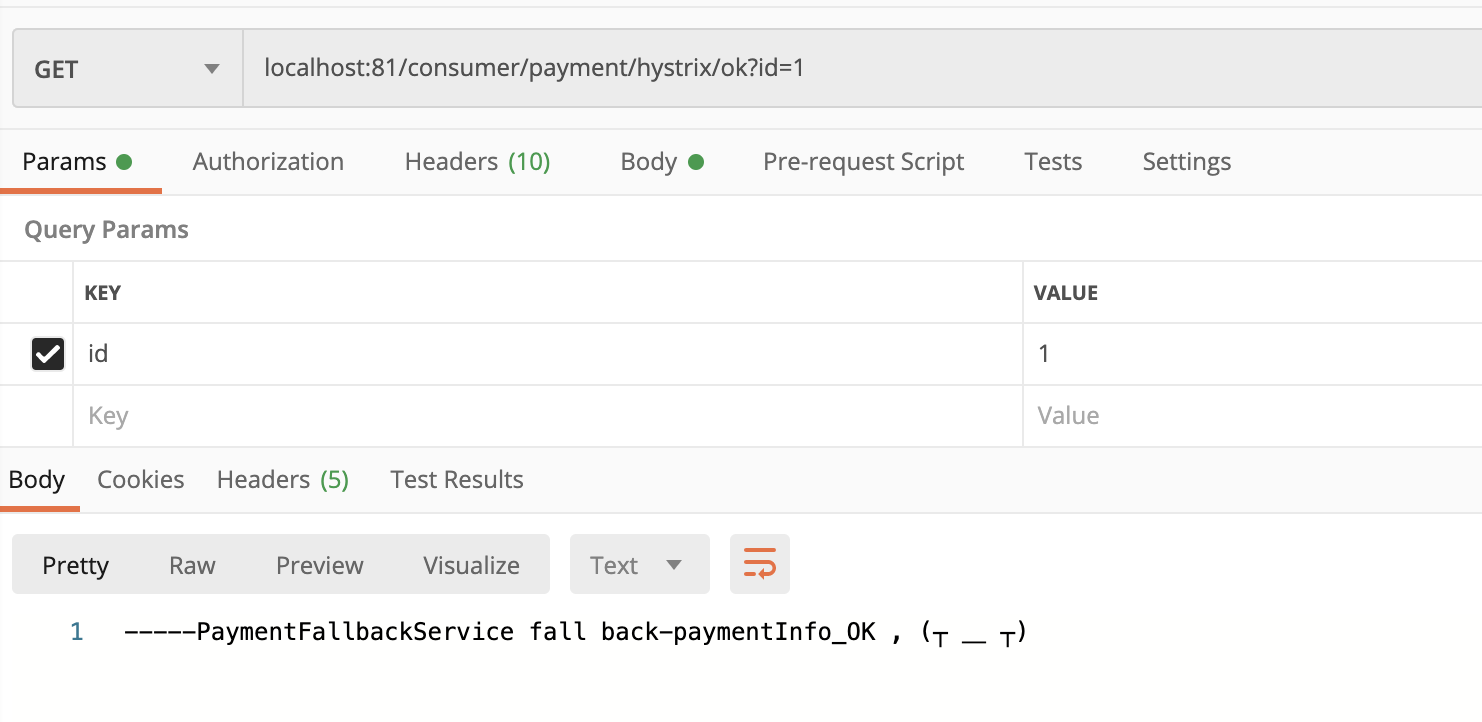 GET localhost:81/consumer/payment/hystrix/ok?id=1
Params Authorization Headers (10) Body Pre-request Script Tests Settings
Query Params
KEY VALUE
id 1
Key Value
Body Cookies Headers (5) Test Results
Pretty Raw Preview Visualize Text
1 -----PaymentFallbackService fall back-paymentInfo_OK , (┬ ＿ ┬)